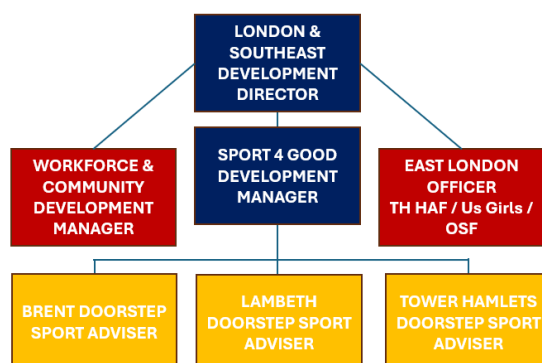 LONDON &
SOUTHEAST
DEVELOPMENT
DIRECTOR
WORKFORCE &
COMMUNITY
DEVELOPMENT
MANAGER
SPORT 4 GOOD
DEVELOPMENT
MANAGER
EAST LONDON
OFFICER
TH HAF / Us Girls /
OSF
BRENT DOORSTEP
SPORT ADVISER
LAMBETH
DOORSTEP SPORT
ADVISER
TOWER HAMLETS
DOORSTEP SPORT
ADVISER